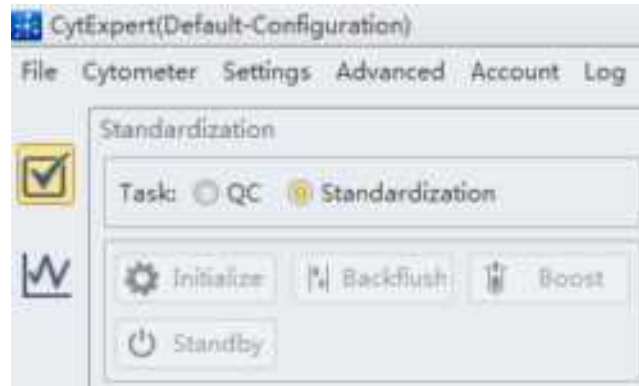 CytExpert(Default-Configuration)
File Cytometer Settings Advanced Account Log
Standardization
Task: QC Standardization
Initialize Backflush Boost
Standby